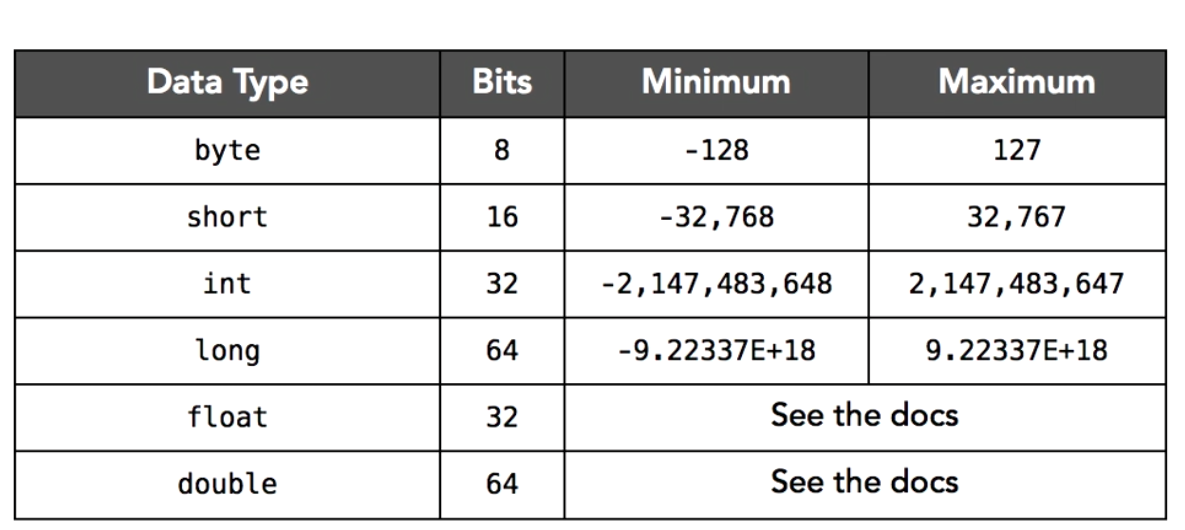 Data Type Bits Minimum Maximum
byte 8 -128 127
short 16 -32,768 32,767
int 32 -2,147,483,648 2,147,483,647
long 64 -9.22337E+18 9.22337E+18
float 32 See the docs
double 64 See the docs